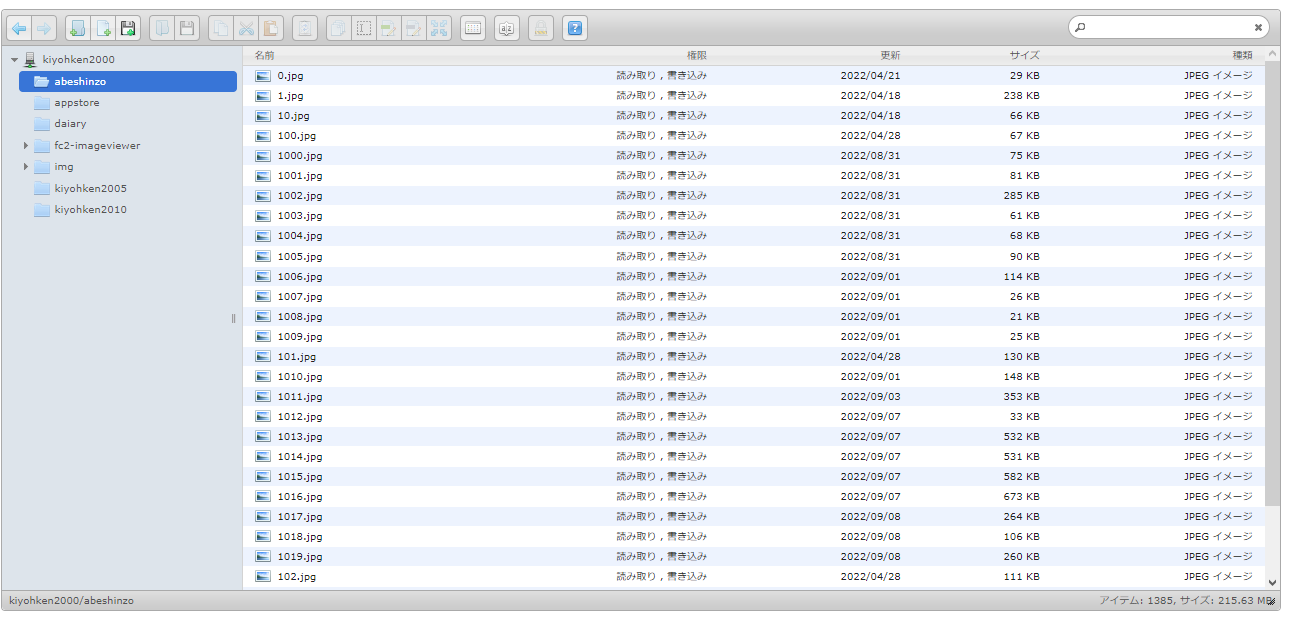 kiyohken2000
abeshinzo
appstore
daiary
fc2-imageviewer
img
kiyohken2005
kiyohken2010
名前 権限 更新 サイズ 種類
0.jpg 読み取り , 書き込み 2022/04/21 29 KB JPEG イメージ
1.jpg 読み取り , 書き込み 2022/04/18 238 KB JPEG イメージ
10.jpg 読み取り , 書き込み 2022/04/18 66 KB JPEG イメージ
100.jpg 読み取り , 書き込み 2022/04/28 67 KB JPEG イメージ
1000.jpg 読み取り , 書き込み 2022/08/31 75 KB JPEG イメージ
1001.jpg 読み取り , 書き込み 2022/08/31 81 KB JPEG イメージ
1002.jpg 読み取り , 書き込み 2022/08/31 285 KB JPEG イメージ
1003.jpg 読み取り , 書き込み 2022/08/31 61 KB JPEG イメージ
1004.jpg 読み取り , 書き込み 2022/08/31 68 KB JPEG イメージ
1005.jpg 読み取り , 書き込み 2022/08/31 90 KB JPEG イメージ
1006.jpg 読み取り , 書き込み 2022/09/01 114 KB JPEG イメージ
1007.jpg 読み取り , 書き込み 2022/09/01 26 KB JPEG イメージ
1008.jpg 読み取り , 書き込み 2022/09/01 21 KB JPEG イメージ
1009.jpg 読み取り , 書き込み 2022/09/01 25 KB JPEG イメージ
101.jpg 読み取り , 書き込み 2022/04/28 130 KB JPEG イメージ
1010.jpg 読み取り , 書き込み 2022/09/01 148 KB JPEG イメージ
1011.jpg 読み取り , 書き込み 2022/09/03 353 KB JPEG イメージ
1012.jpg 読み取り , 書き込み 2022/09/07 33 KB JPEG イメージ
1013.jpg 読み取り , 書き込み 2022/09/07 532 KB JPEG イメージ
1014.jpg 読み取り , 書き込み 2022/09/07 531 KB JPEG イメージ
1015.jpg 読み取り , 書き込み 2022/09/07 582 KB JPEG イメージ
1016.jpg 読み取り , 書き込み 2022/09/07 673 KB JPEG イメージ
1017.jpg 読み取り , 書き込み 2022/09/08 264 KB JPEG イメージ
1018.jpg 読み取り , 書き込み 2022/09/08 106 KB JPEG イメージ
1019.jpg 読み取り , 書き込み 2022/09/08 260 KB JPEG イメージ
102.jpg 読み取り , 書き込み 2022/04/28 111 KB JPEG イメージ
kiyohken2000/abeshinzo アイテム: 1385, サイズ: 215.63 MB